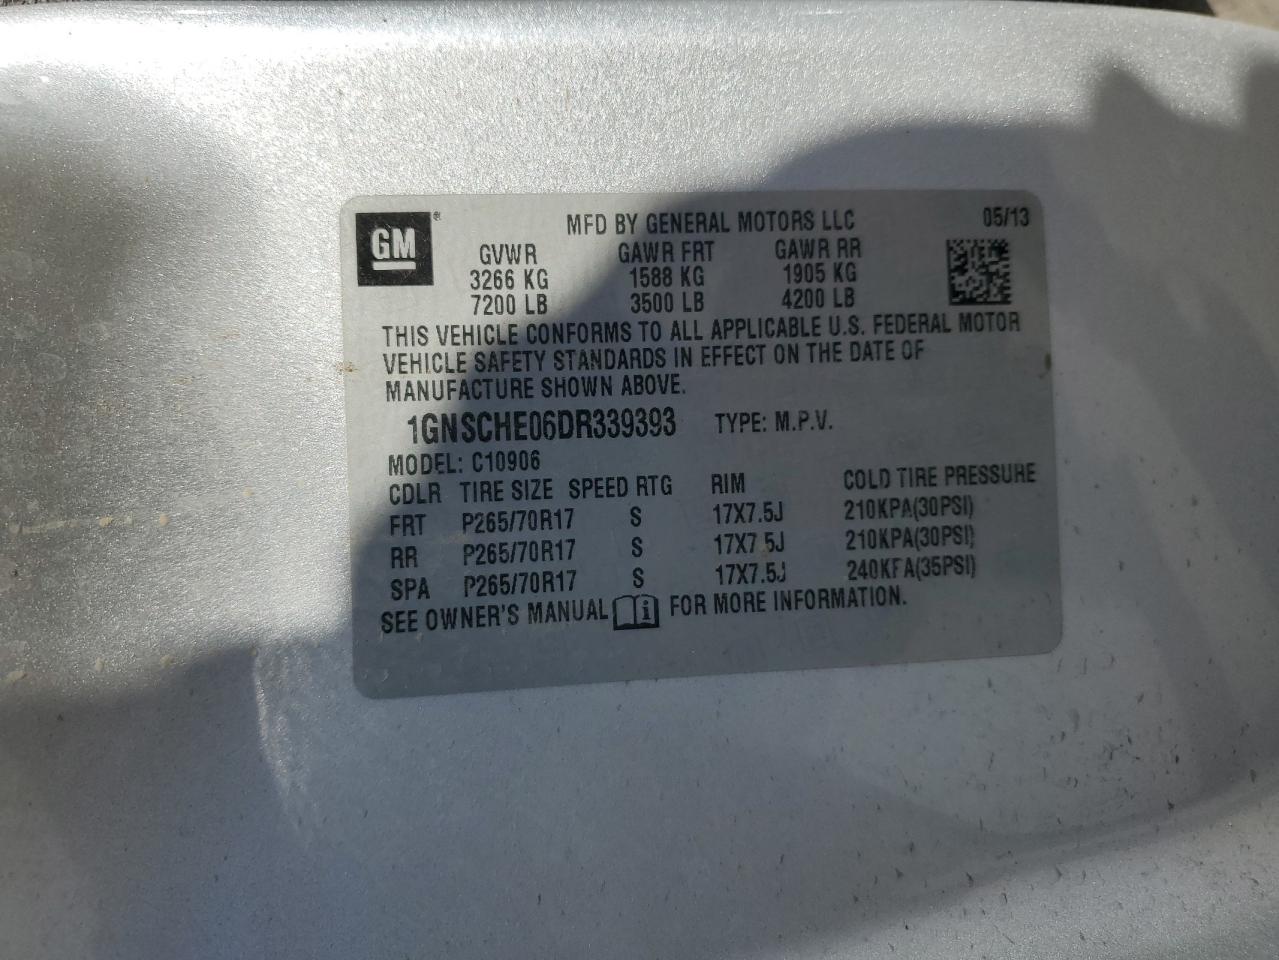 GM ® MFD BY GENERAL MOTORS LLC 05/13
GVWR GAWR FRT GAWR RR
3266 KG 1588 KG 1905 KG
7200 LB 3500 LB 4200 LB
THIS VEHICLE CONFORMS TO ALL APPLICABLE U.S. FEDERAL MOTOR
VEHICLE SAFETY STANDARDS IN EFFECT ON THE DATE OF
MANUFACTURE SHOWN ABOVE.
1GNSCHE06DR339393 TYPE: M.P.V.
MODEL: C10906
CDLR TIRE SIZE SPEED RTG RIM COLD TIRE PRESSURE
FRT P265/70R17 S 17X7.5J 210KPA(30PSI)
RR P265/70R17 S 17X7.5J 210KPA(30PSI)
SPA P265/70R17 S 17X7.5J 240KPA(35PSI)
SEE OWNER'S MANUAL i FOR MORE INFORMATION.